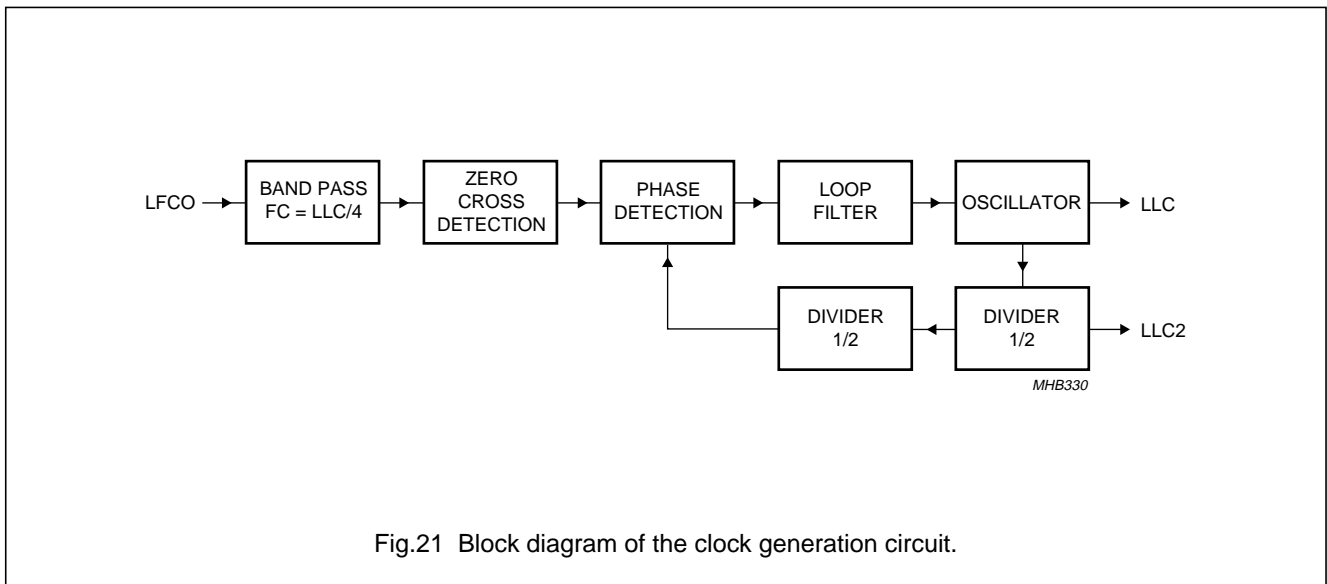 LFCO
BAND PASS
FC = LLC/4
ZERO
CROSS
DETECTION
PHASE
DETECTION
LOOP
FILTER
OSCILLATOR
LLC
DIVIDER
1/2
DIVIDER
1/2
LLC2
MHB330
Fig.21 Block diagram of the clock generation circuit.